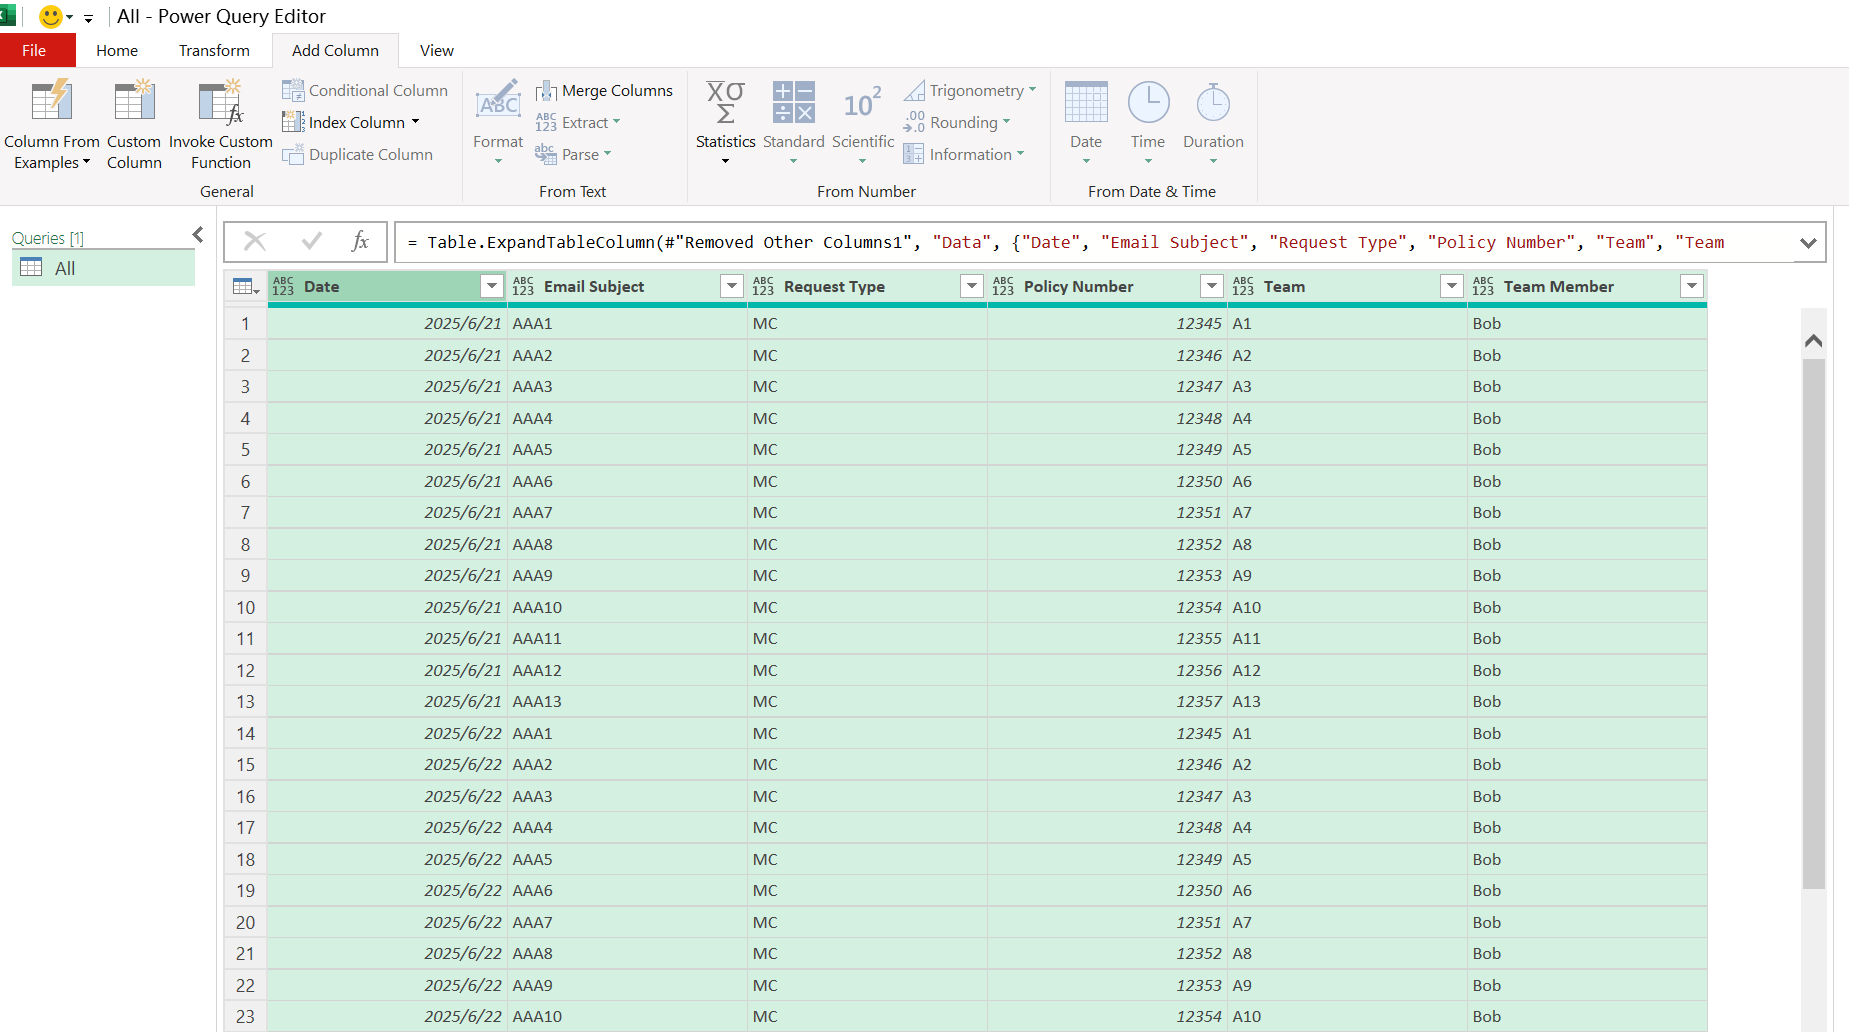 All - Power Query Editor
File Home Transform Add Column View
Column From Examples
Custom Column
Invoke Custom Function
Conditional Column
Index Column
Duplicate Column
General
ABC
Format
Merge Columns
ABC 123 Extract
abc Parse
From Text
XσΣ
Statistics
Standard
10² Scientific
Trigonometry
.00 →.0 Rounding
Information
From Number
Date
Time
Duration
From Date & Time
Queries [1]
All
fx = Table.ExpandTableColumn(#"Removed Other Columns1", "Data", {"Date", "Email Subject", "Request Type", "Policy Number", "Team", "Team
ABC 123 Date ABC 123 Email Subject ABC 123 Request Type ABC 123 Policy Number ABC 123 Team ABC 123 Team Member
1 2025/6/21 AAA1 MC 12345 A1 Bob
2 2025/6/21 AAA2 MC 12346 A2 Bob
3 2025/6/21 AAA3 MC 12347 A3 Bob
4 2025/6/21 AAA4 MC 12348 A4 Bob
5 2025/6/21 AAA5 MC 12349 A5 Bob
6 2025/6/21 AAA6 MC 12350 A6 Bob
7 2025/6/21 AAA7 MC 12351 A7 Bob
8 2025/6/21 AAA8 MC 12352 A8 Bob
9 2025/6/21 AAA9 MC 12353 A9 Bob
10 2025/6/21 AAA10 MC 12354 A10 Bob
11 2025/6/21 AAA11 MC 12355 A11 Bob
12 2025/6/21 AAA12 MC 12356 A12 Bob
13 2025/6/21 AAA13 MC 12357 A13 Bob
14 2025/6/22 AAA1 MC 12345 A1 Bob
15 2025/6/22 AAA2 MC 12346 A2 Bob
16 2025/6/22 AAA3 MC 12347 A3 Bob
17 2025/6/22 AAA4 MC 12348 A4 Bob
18 2025/6/22 AAA5 MC 12349 A5 Bob
19 2025/6/22 AAA6 MC 12350 A6 Bob
20 2025/6/22 AAA7 MC 12351 A7 Bob
21 2025/6/22 AAA8 MC 12352 A8 Bob
22 2025/6/22 AAA9 MC 12353 A9 Bob
23 2025/6/22 AAA10 MC 12354 A10 Bob